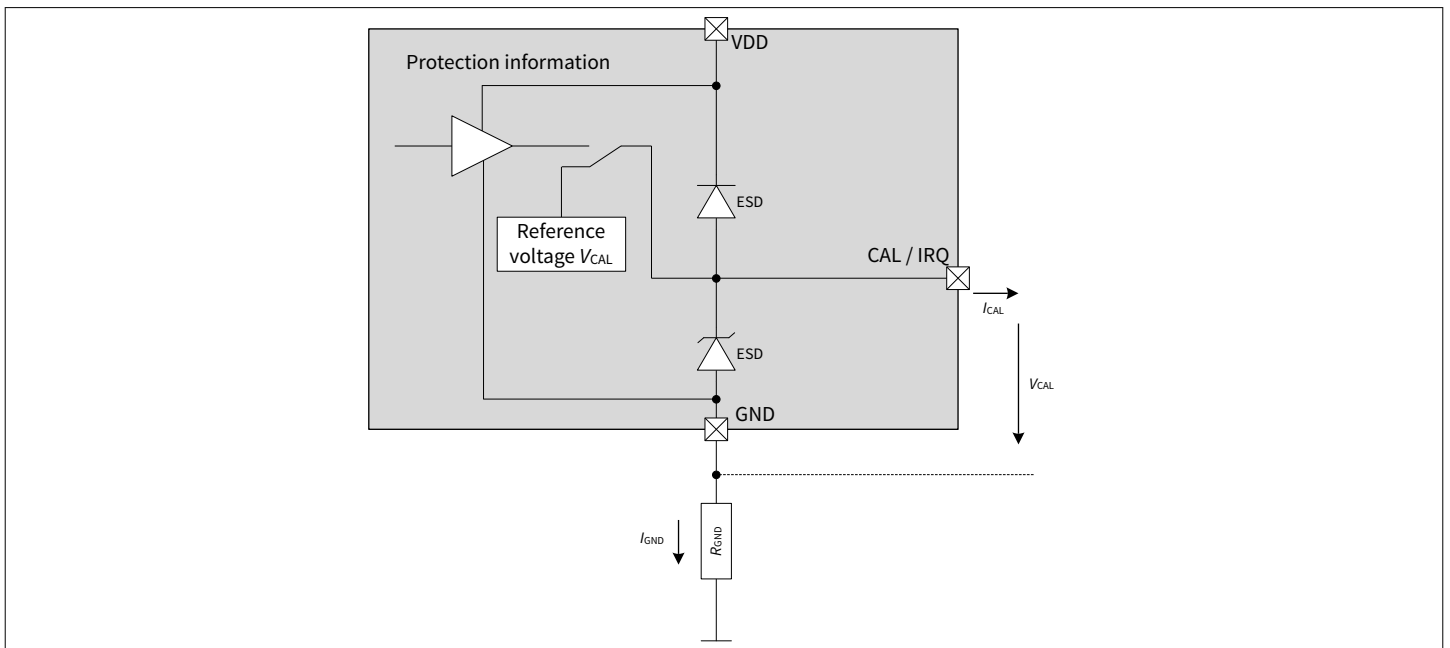 VDD
Protection information
ESD
Reference
voltage VCAL
CAL / IRQ
ICAL
ESD
VCAL
GND
IGND
RGND